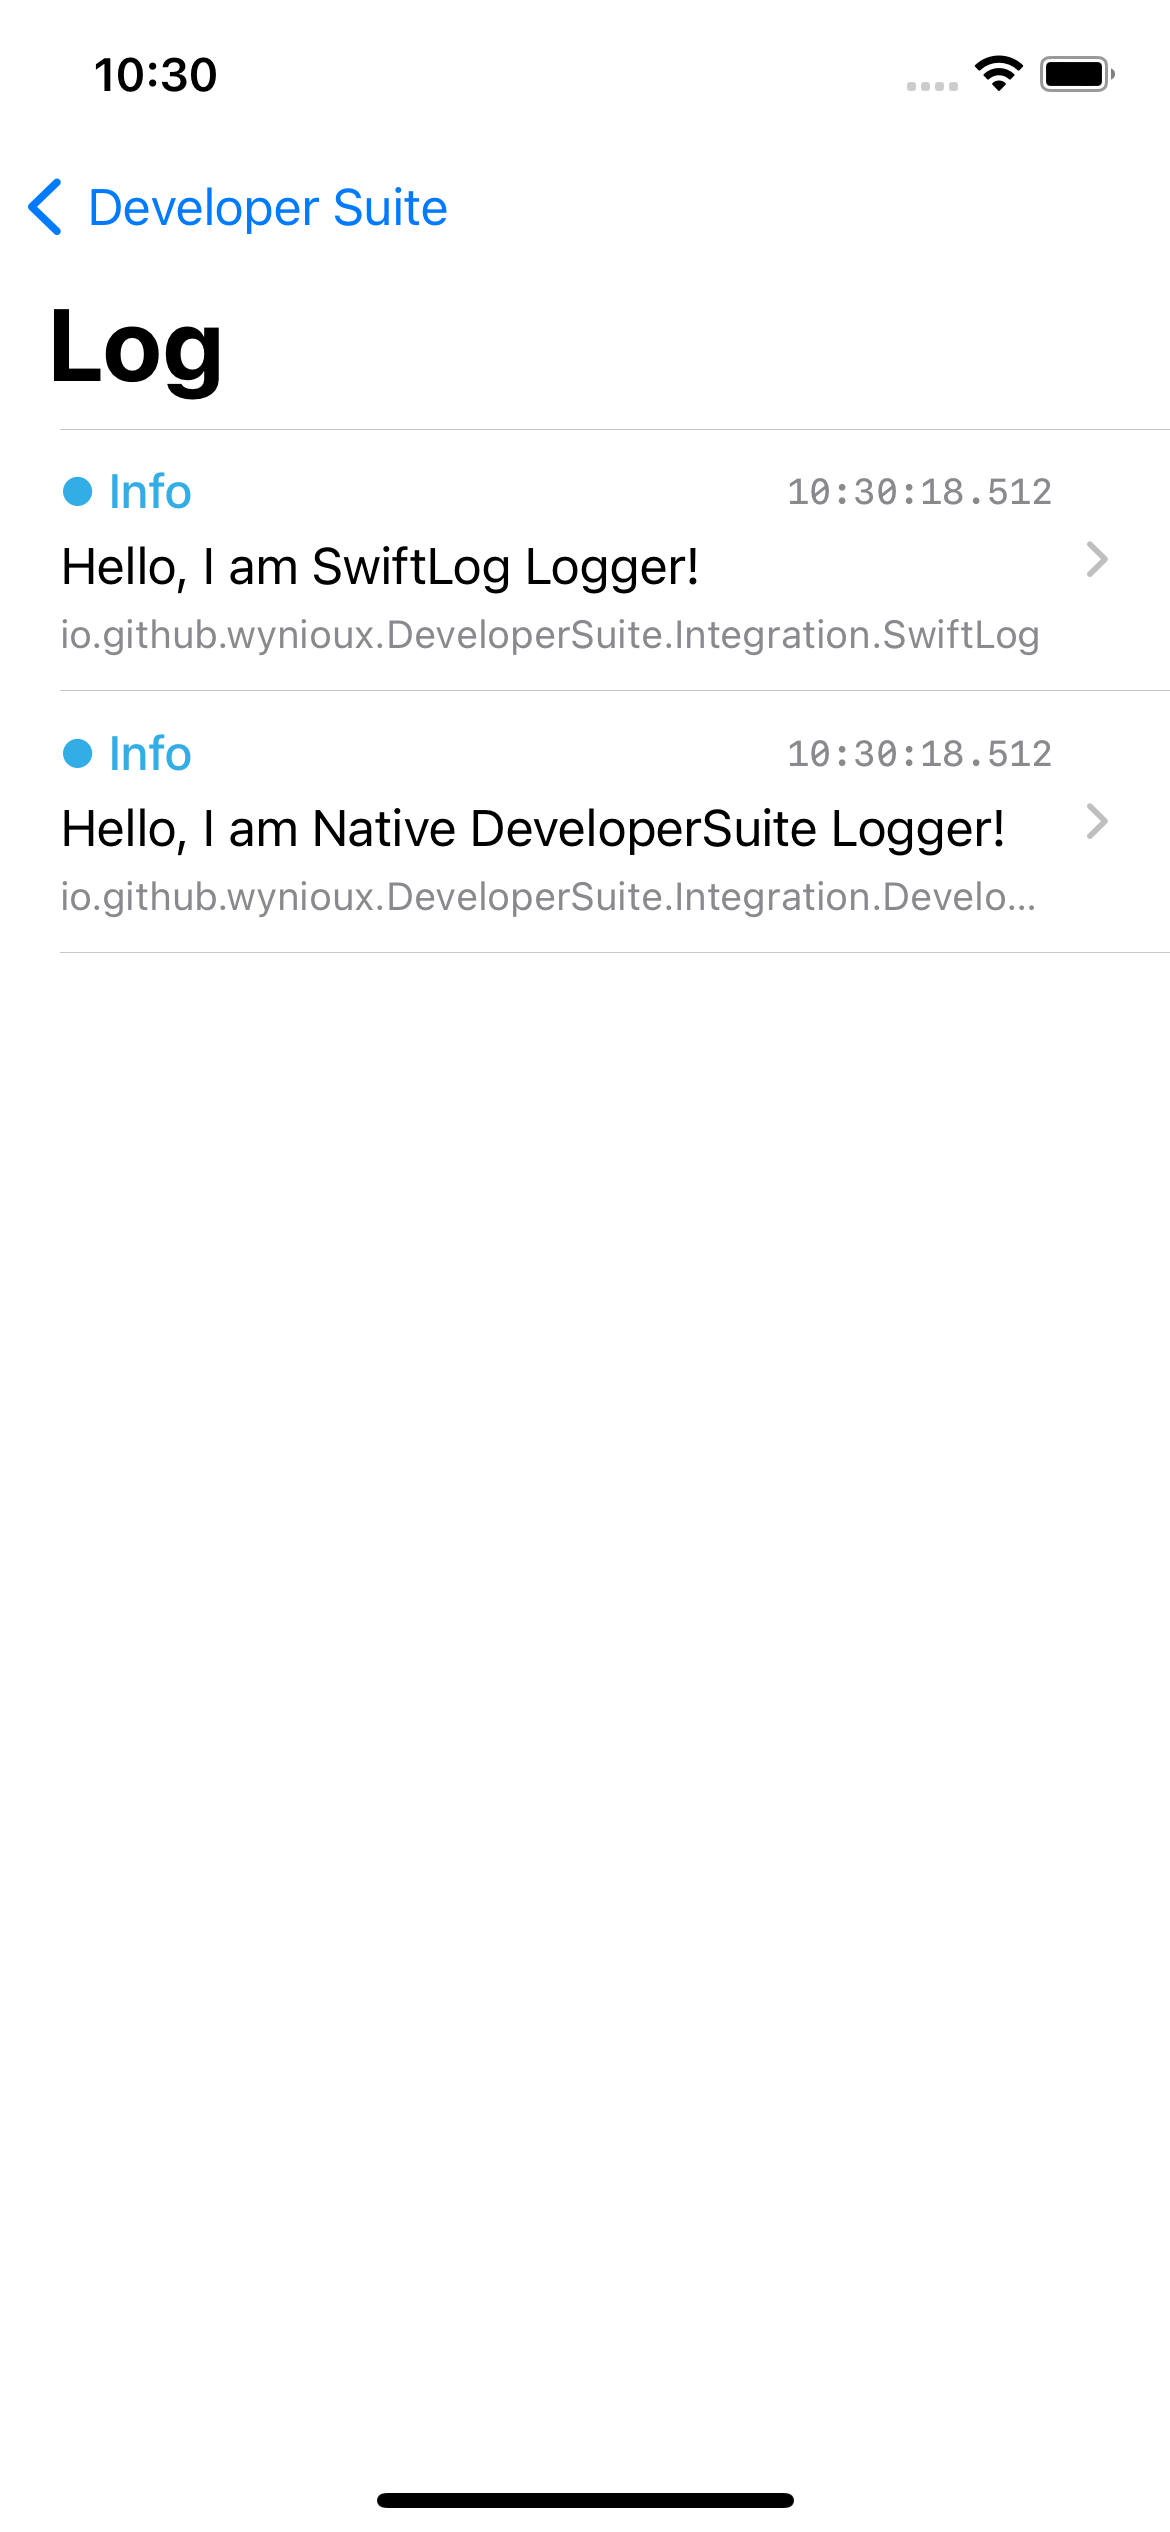 10:30
Developer Suite
Log
Info 10:30:18.512
Hello, I am SwiftLog Logger!
io.github.wynioux.DeveloperSuite.Integration.SwiftLog
Info 10:30:18.512
Hello, I am Native DeveloperSuite Logger!
io.github.wynioux.DeveloperSuite.Integration.Develo...